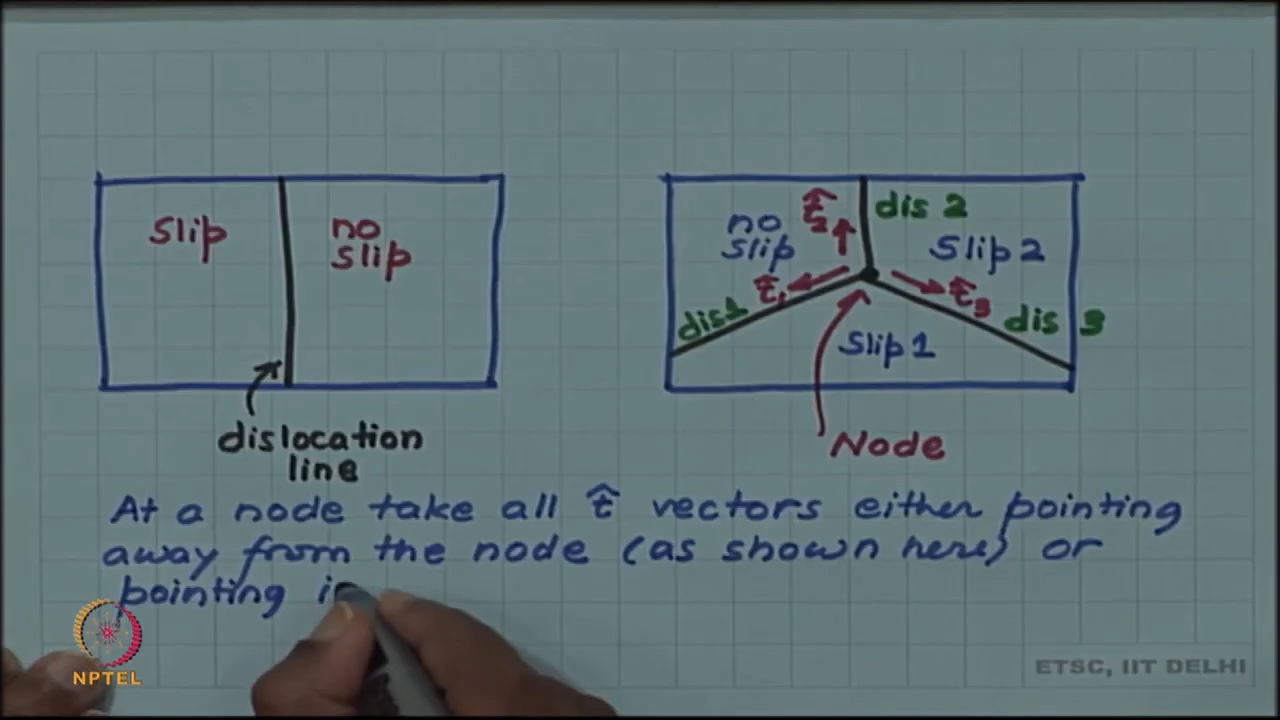 Slip
no
slip
dislocation
line
no
slip
t̂₂
dis 2
Slip 2
t̂₁
t̂₃
dis 1
dis 3
Slip 1
Node
At a node take all t̂ vectors either pointing
away from the node (as shown here) or
pointing i
NPTEL
ETSC, IIT DELHI